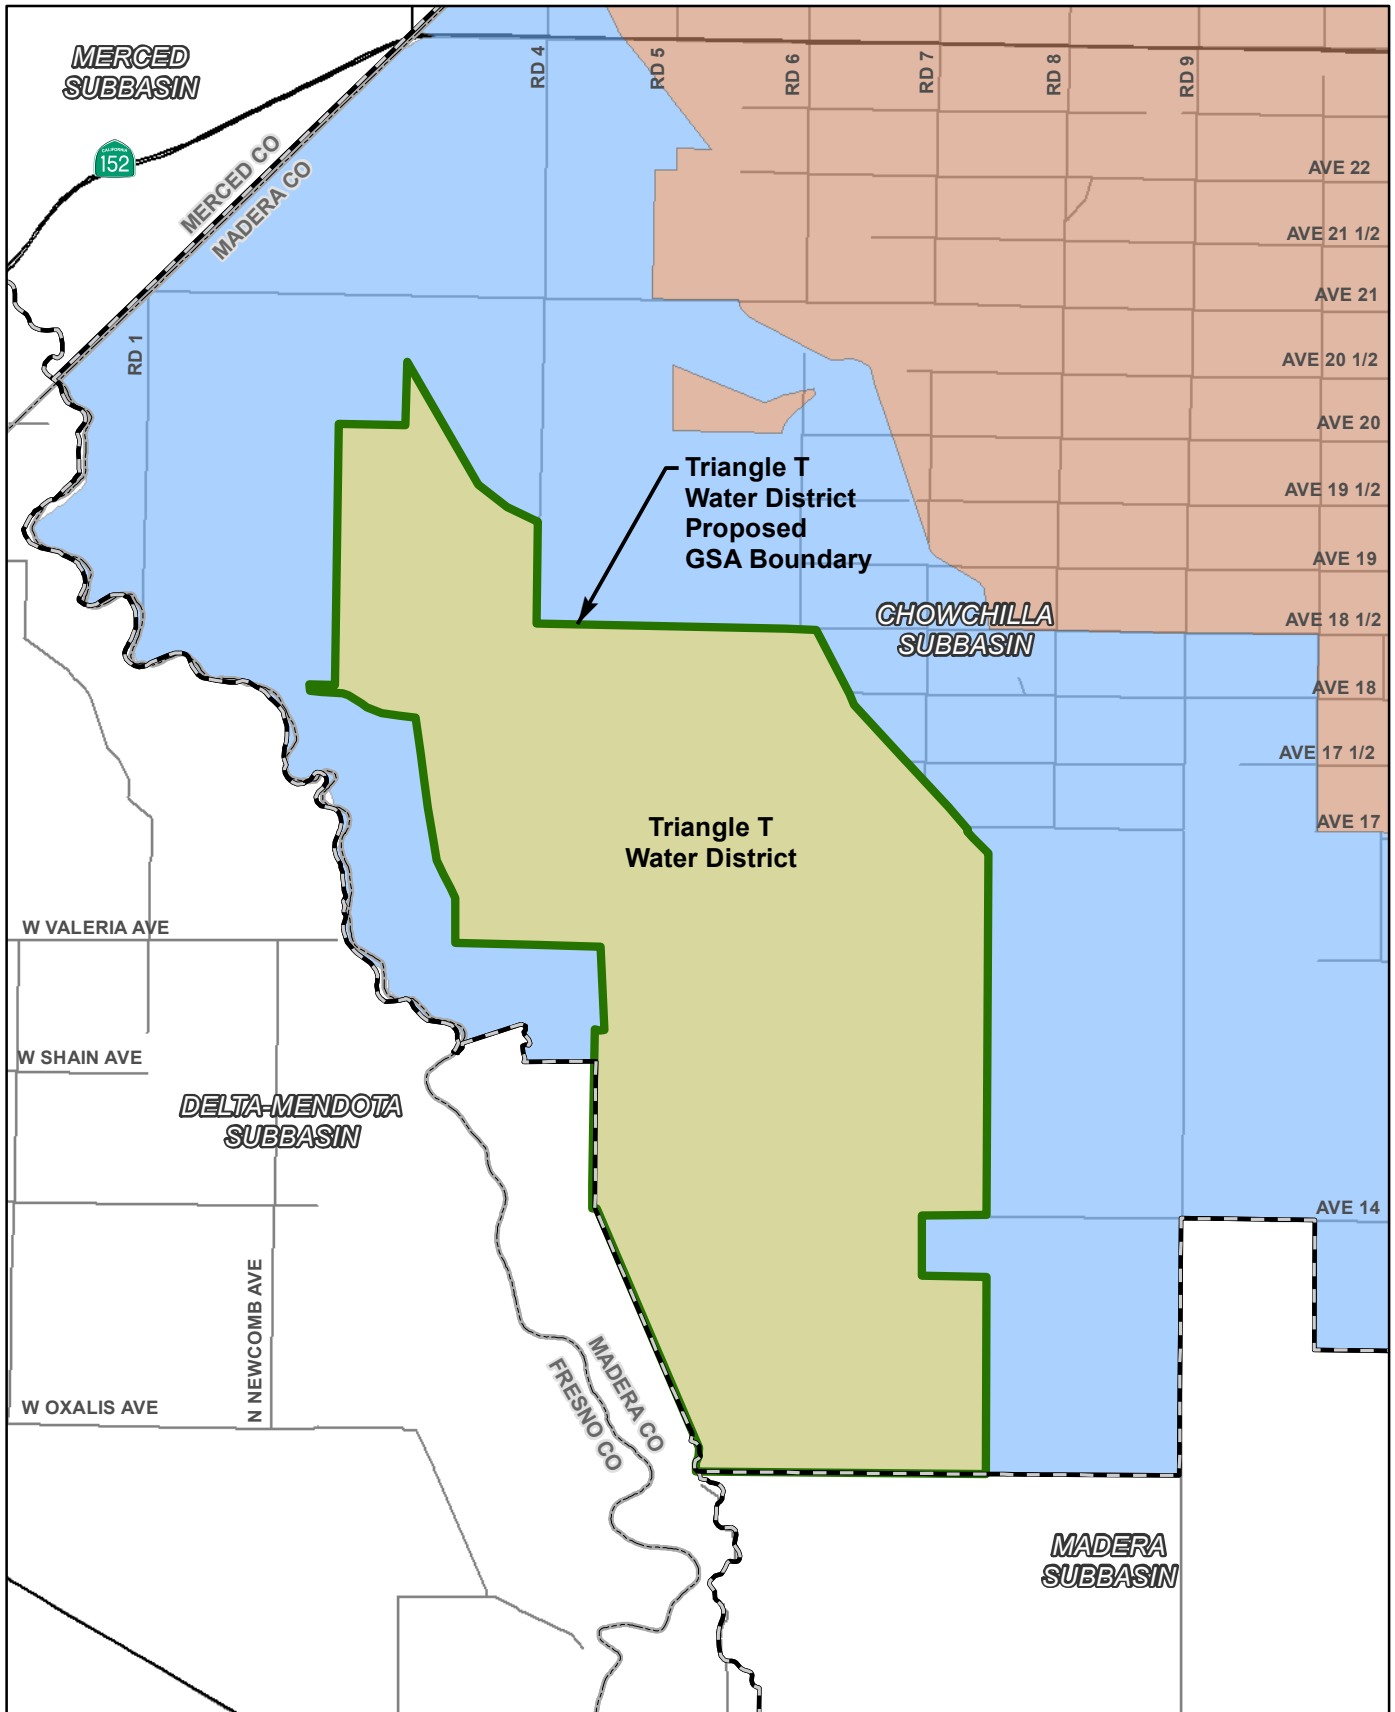 MERCED
SUBBASIN
RD 4
RD 5
RD 6
RD 7
RD 8
RD 9
CALIFORNIA
152
MERCED CO
MADERA CO
AVE 22
AVE 21 1/2
AVE 21
RD 1
AVE 20 1/2
AVE 20
Triangle T
Water District
Proposed
GSA Boundary
AVE 19 1/2
AVE 19
CHOWCHILLA
SUBBASIN
AVE 18 1/2
AVE 18
AVE 17 1/2
AVE 17
Triangle T
Water District
W VALERIA AVE
W SHAIN AVE
DELTA-MENDOTA
SUBBASIN
AVE 14
N NEWCOMB AVE
MADERA CO
FRESNO CO
W OXALIS AVE
MADERA
SUBBASIN